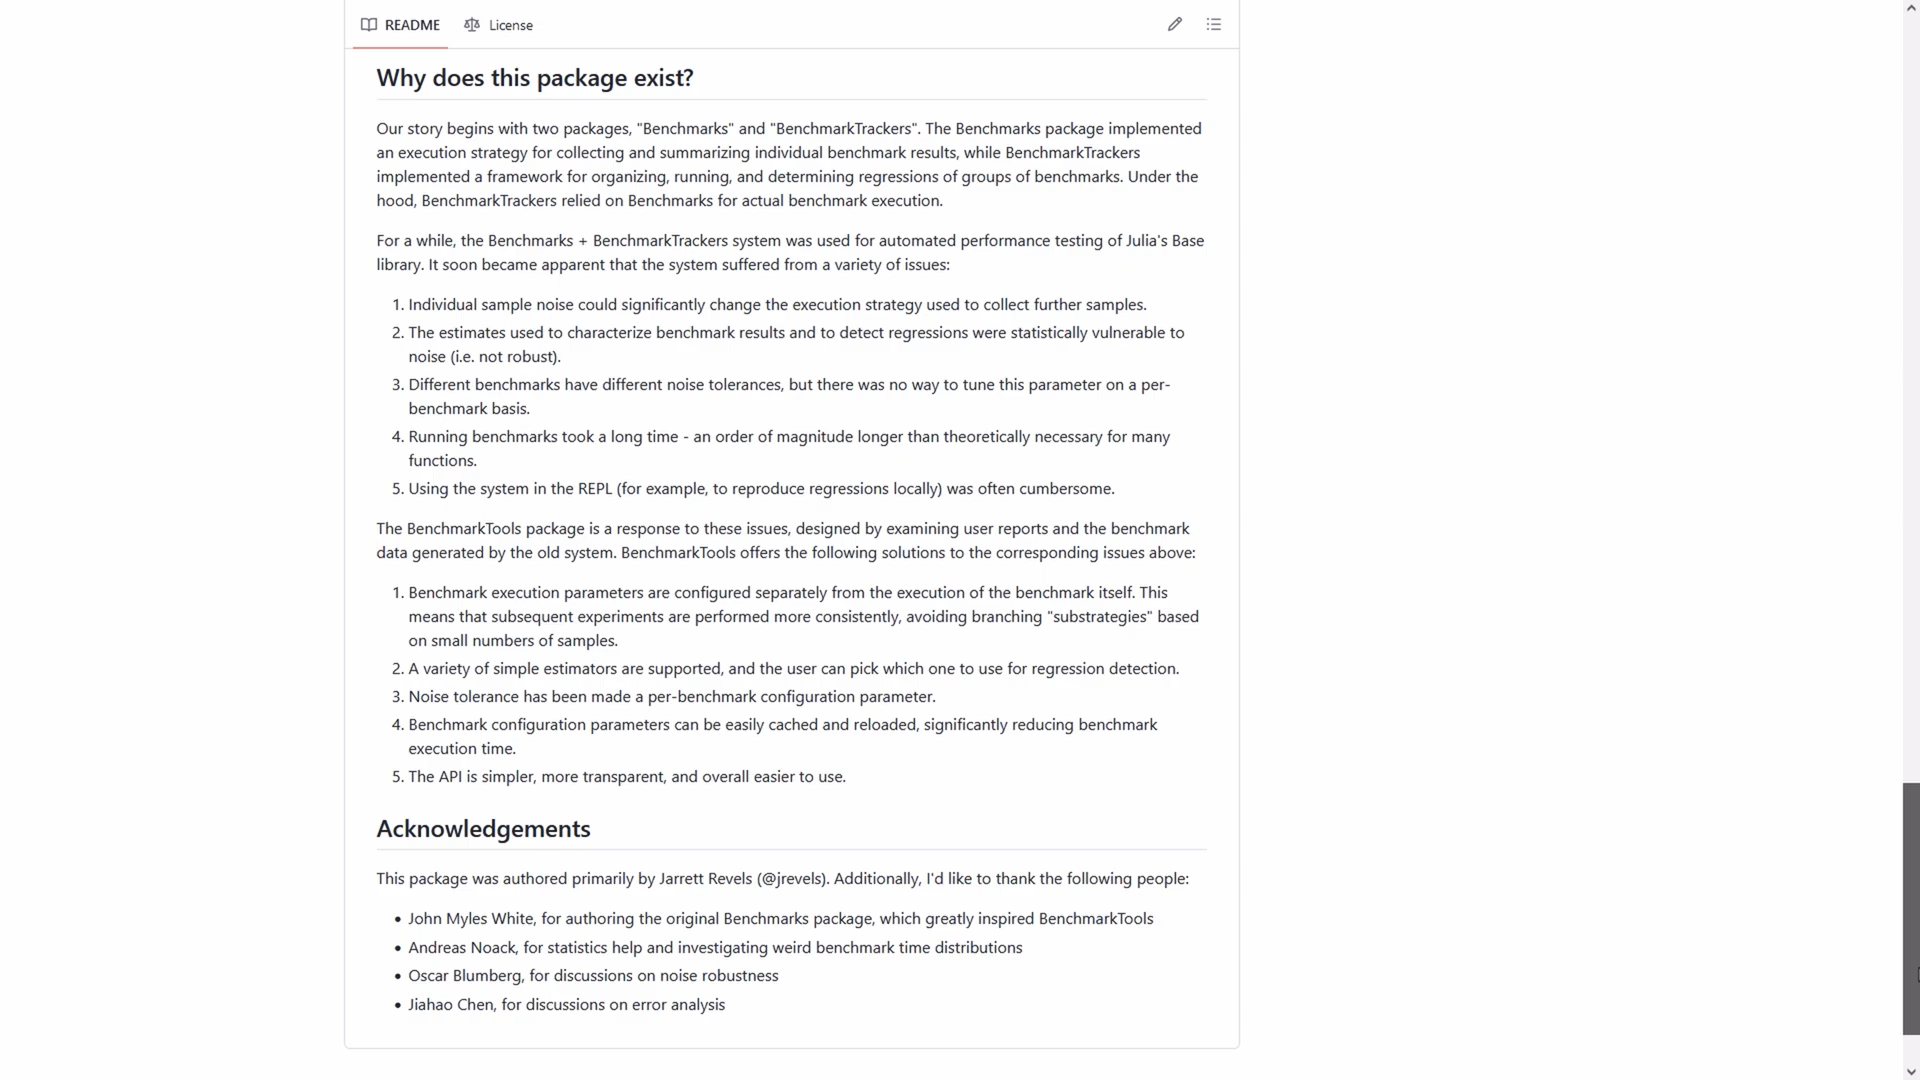 README License
Why does this package exist?
Our story begins with two packages, "Benchmarks" and "BenchmarkTrackers". The Benchmarks package implemented
an execution strategy for collecting and summarizing individual benchmark results, while BenchmarkTrackers
implemented a framework for organizing, running, and determining regressions of groups of benchmarks. Under the
hood, BenchmarkTrackers relied on Benchmarks for actual benchmark execution.
For a while, the Benchmarks + BenchmarkTrackers system was used for automated performance testing of Julia's Base
library. It soon became apparent that the system suffered from a variety of issues:
1. Individual sample noise could significantly change the execution strategy used to collect further samples.
2. The estimates used to characterize benchmark results and to detect regressions were statistically vulnerable to
noise (i.e. not robust).
3. Different benchmarks have different noise tolerances, but there was no way to tune this parameter on a per-
benchmark basis.
4. Running benchmarks took a long time - an order of magnitude longer than theoretically necessary for many
functions.
5. Using the system in the REPL (for example, to reproduce regressions locally) was often cumbersome.
The BenchmarkTools package is a response to these issues, designed by examining user reports and the benchmark
data generated by the old system. BenchmarkTools offers the following solutions to the corresponding issues above:
1. Benchmark execution parameters are configured separately from the execution of the benchmark itself. This
means that subsequent experiments are performed more consistently, avoiding branching "substrategies" based
on small numbers of samples.
2. A variety of simple estimators are supported, and the user can pick which one to use for regression detection.
3. Noise tolerance has been made a per-benchmark configuration parameter.
4. Benchmark configuration parameters can be easily cached and reloaded, significantly reducing benchmark
execution time.
5. The API is simpler, more transparent, and overall easier to use.
Acknowledgements
This package was authored primarily by Jarrett Revels (@jrevels). Additionally, I'd like to thank the following people:
• John Myles White, for authoring the original Benchmarks package, which greatly inspired BenchmarkTools
• Andreas Noack, for statistics help and investigating weird benchmark time distributions
• Oscar Blumberg, for discussions on noise robustness
• Jiahao Chen, for discussions on error analysis